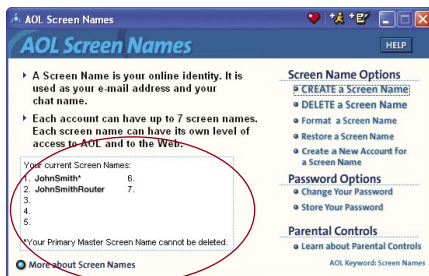 AOL Screen Names
AOL Screen Names
HELP
A Screen Name is your online identity. It is
used as your e-mail address and your
chat name.
Each account can have up to 7 screen names.
Each screen name can have its own level of
access to AOL and to the Web.
Your current Screen Names:
1. JohnSmith* 6.
2. JohnSmithRouter 7.
3.
4.
5.
*Your Primary Master Screen Name cannot be deleted.
More about Screen Names
Screen Name Options
CREATE a Screen Name
DELETE a Screen Name
Format a Screen Name
Restore a Screen Name
Create a New Account for
a Screen Name
Password Options
Change Your Password
Store Your Password
Parental Controls
Learn about Parental Controls
AOL Keyword: Screen Names